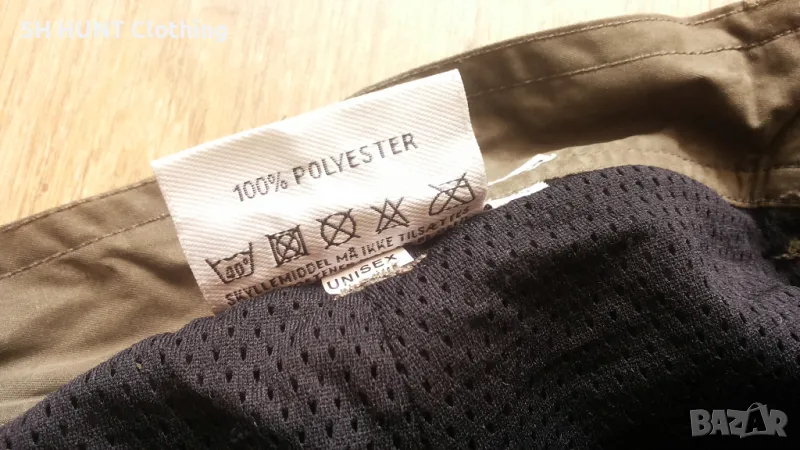 SH HUNT Clothing
100% POLYESTER
40°
SKYLLEMIDDEL MÅ IKKE TILSÆTTES
UNISEX
BAZAR